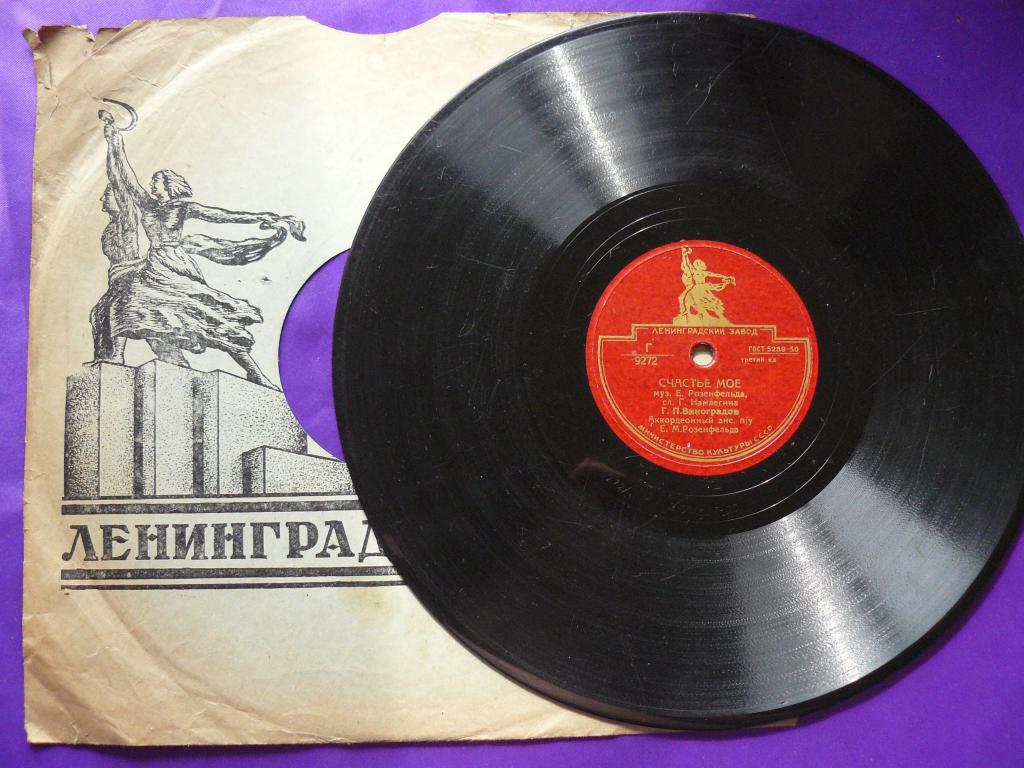 ЛЕНИНГРАД
ЛЕНИНГРАДСКИЙ ЗАВОД
Г
9272
ГОСТ 5289-50
третий кл
СЧАСТЬЕ МОЕ
муз. Е. Розенфельда,
сл. Г. Намлегина
Г. П. Виноградов
Аккордеонный анс. п/у
Е. М. Розенфельда
МИНИСТЕРСТВО КУЛЬТУРЫ СССР